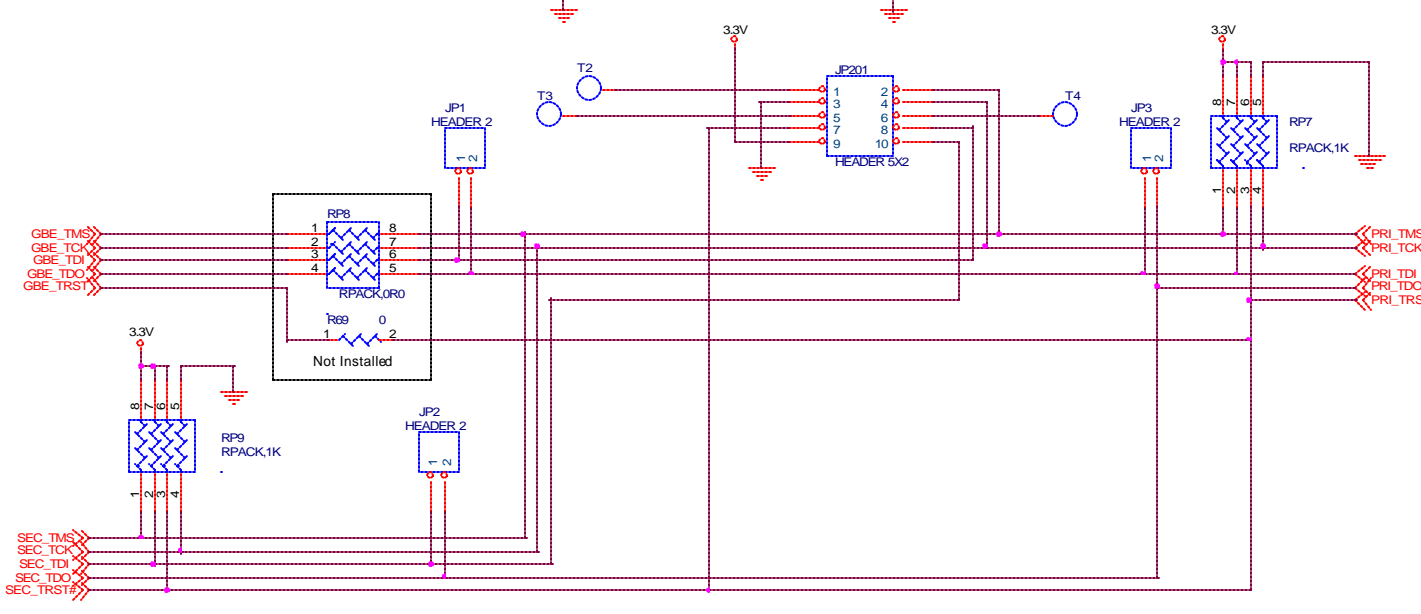 3.3V
3.3V
T2
JP201
T3
1 2
3 4
5 6
7 8
9 10
HEADER 5X2
T4
JP1
HEADER 2
1 2
JP3
HEADER 2
1 2
8 7 6 5
RP7
RPACK,1K
1 2 3 4
RP8
1 8
2 7
3 6
4 5
RPACK,0R0
R69 0
1 2
Not Installed
GBE_TMS
GBE_TCK
GBE_TDI
GBE_TDO
GBE_TRST
PRI_TMS
PRI_TCK
PRI_TDI
PRI_TDO
PRI_TRS
3.3V
8 7 6 5
RP9
RPACK,1K
1 2 3 4
JP2
HEADER 2
1 2
SEC_TMS
SEC_TCK
SEC_TDI
SEC_TDO
SEC_TRST#